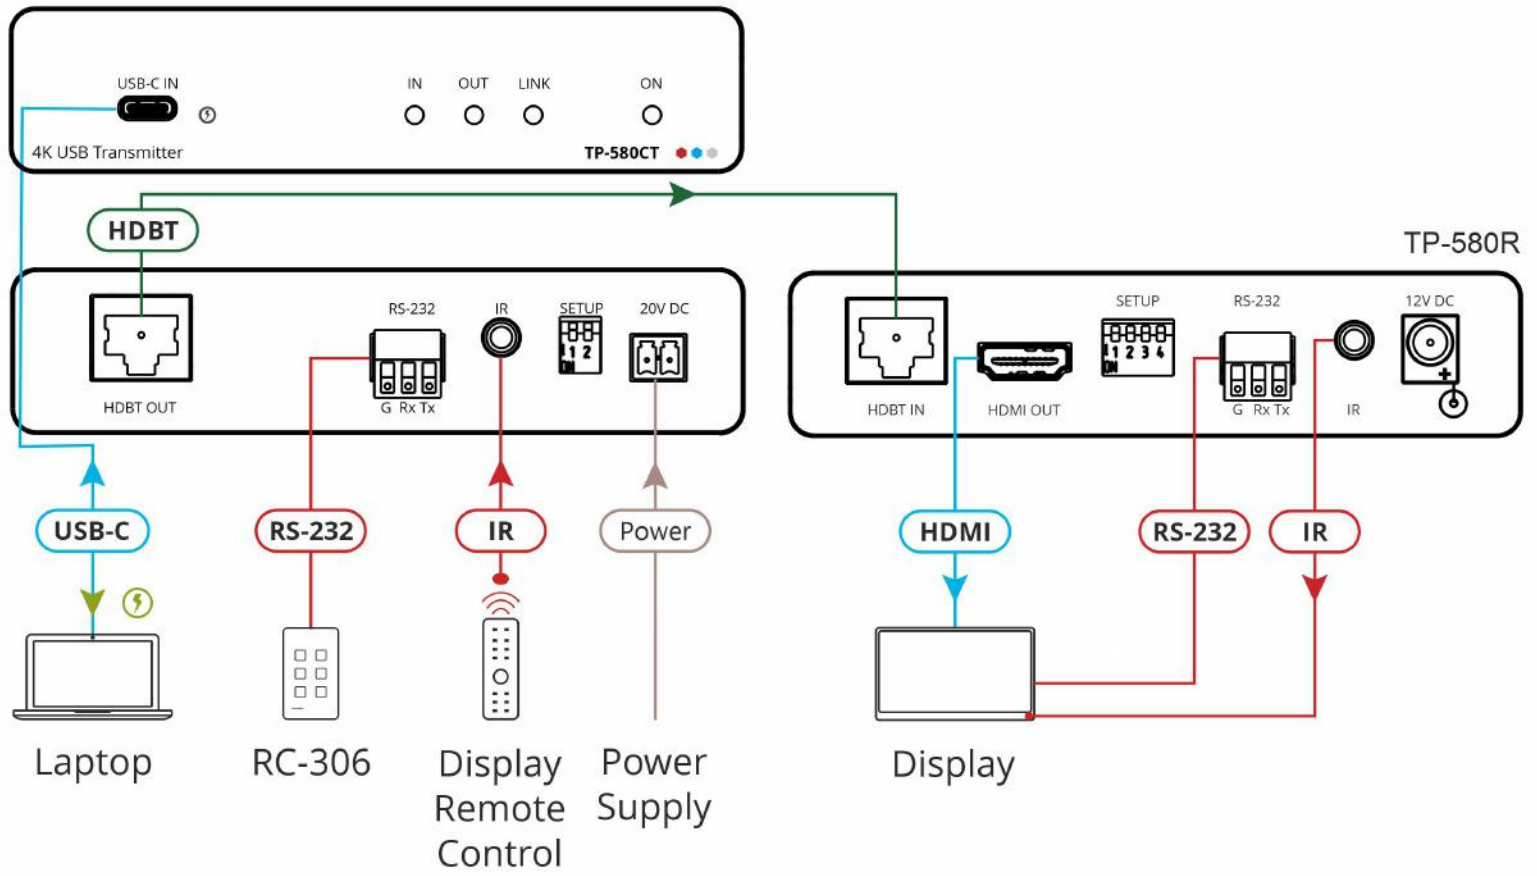 USB-C IN
IN OUT LINK ON
4K USB Transmitter
TP-580CT
HDBT
TP-580R
RS-232 IR SETUP 20V DC
1 2
ON
G Rx Tx
HDBT OUT
SETUP RS-232 12V DC
1 2 3 4
ON
+
HDBT IN HDMI OUT G Rx Tx IR
USB-C RS-232 IR Power HDMI RS-232 IR
Laptop
RC-306
Display
Remote
Control
Power
Supply
Display